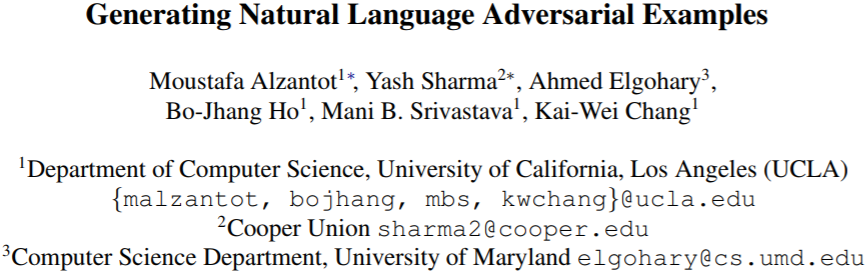 Generating Natural Language Adversarial Examples
Moustafa Alzantot¹*, Yash Sharma²*, Ahmed Elgohary³,
Bo-Jhang Ho¹, Mani B. Srivastava¹, Kai-Wei Chang¹
¹Department of Computer Science, University of California, Los Angeles (UCLA)
{malzantot, bojhang, mbs, kwchang}@ucla.edu
²Cooper Union sharma2@cooper.edu
³Computer Science Department, University of Maryland elgohary@cs.umd.edu